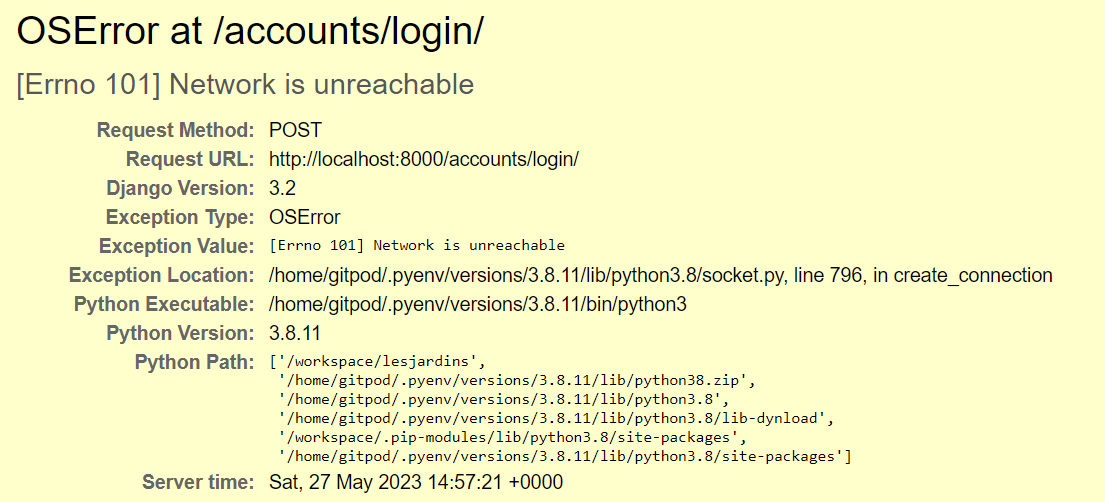 OSError at /accounts/login/
[Errno 101] Network is unreachable
Request Method: POST
Request URL: http://localhost:8000/accounts/login/
Django Version: 3.2
Exception Type: OSError
Exception Value: [Errno 101] Network is unreachable
Exception Location: /home/gitpod/.pyenv/versions/3.8.11/lib/python3.8/socket.py, line 796, in create_connection
Python Executable: /home/gitpod/.pyenv/versions/3.8.11/bin/python3
Python Version: 3.8.11
Python Path: ['/workspace/lesjardins',
'/home/gitpod/.pyenv/versions/3.8.11/lib/python38.zip',
'/home/gitpod/.pyenv/versions/3.8.11/lib/python3.8',
'/home/gitpod/.pyenv/versions/3.8.11/lib/python3.8/lib-dynload',
'/workspace/.pip-modules/lib/python3.8/site-packages',
'/home/gitpod/.pyenv/versions/3.8.11/lib/python3.8/site-packages']
Server time: Sat, 27 May 2023 14:57:21 +0000